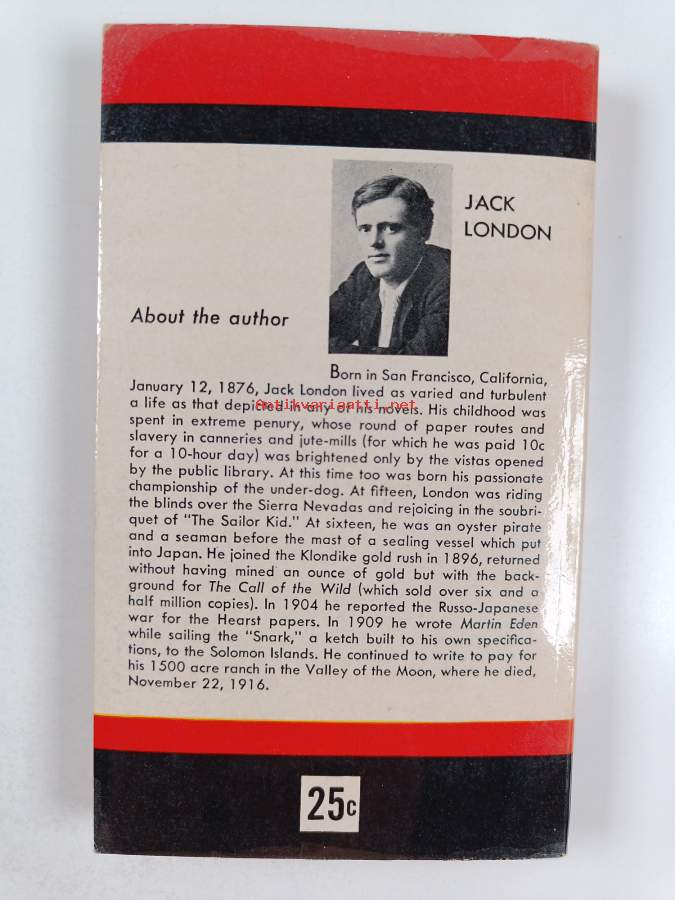 JACK
LONDON
About the author
Born in San Francisco, California,
January 12, 1876, Jack London lived as varied and turbulent
a life as that depicted in any of his novels. His childhood was
antikvariantti.net
spent in extreme penury, whose round of paper routes and
slavery in canneries and jute-mills (for which he was paid 10c
for a 10-hour day) was brightened only by the vistas opened
by the public library. At this time too was born his passionate
championship of the under-dog. At fifteen, London was riding
the blinds over the Sierra Nevadas and rejoicing in the soubri-
quet of "The Sailor Kid." At sixteen, he was an oyster pirate
and a seaman before the mast of a sealing vessel which put
into Japan. He joined the Klondike gold rush in 1896, returned
without having mined an ounce of gold but with the back-
ground for The Call of the Wild (which sold over six and a
half million copies). In 1904 he reported the Russo-Japanese
war for the Hearst papers. In 1909 he wrote Martin Eden
while sailing the "Snark," a ketch built to his own specifica-
tions, to the Solomon Islands. He continued to write to pay for
his 1500 acre ranch in the Valley of the Moon, where he died,
November 22, 1916.
25c